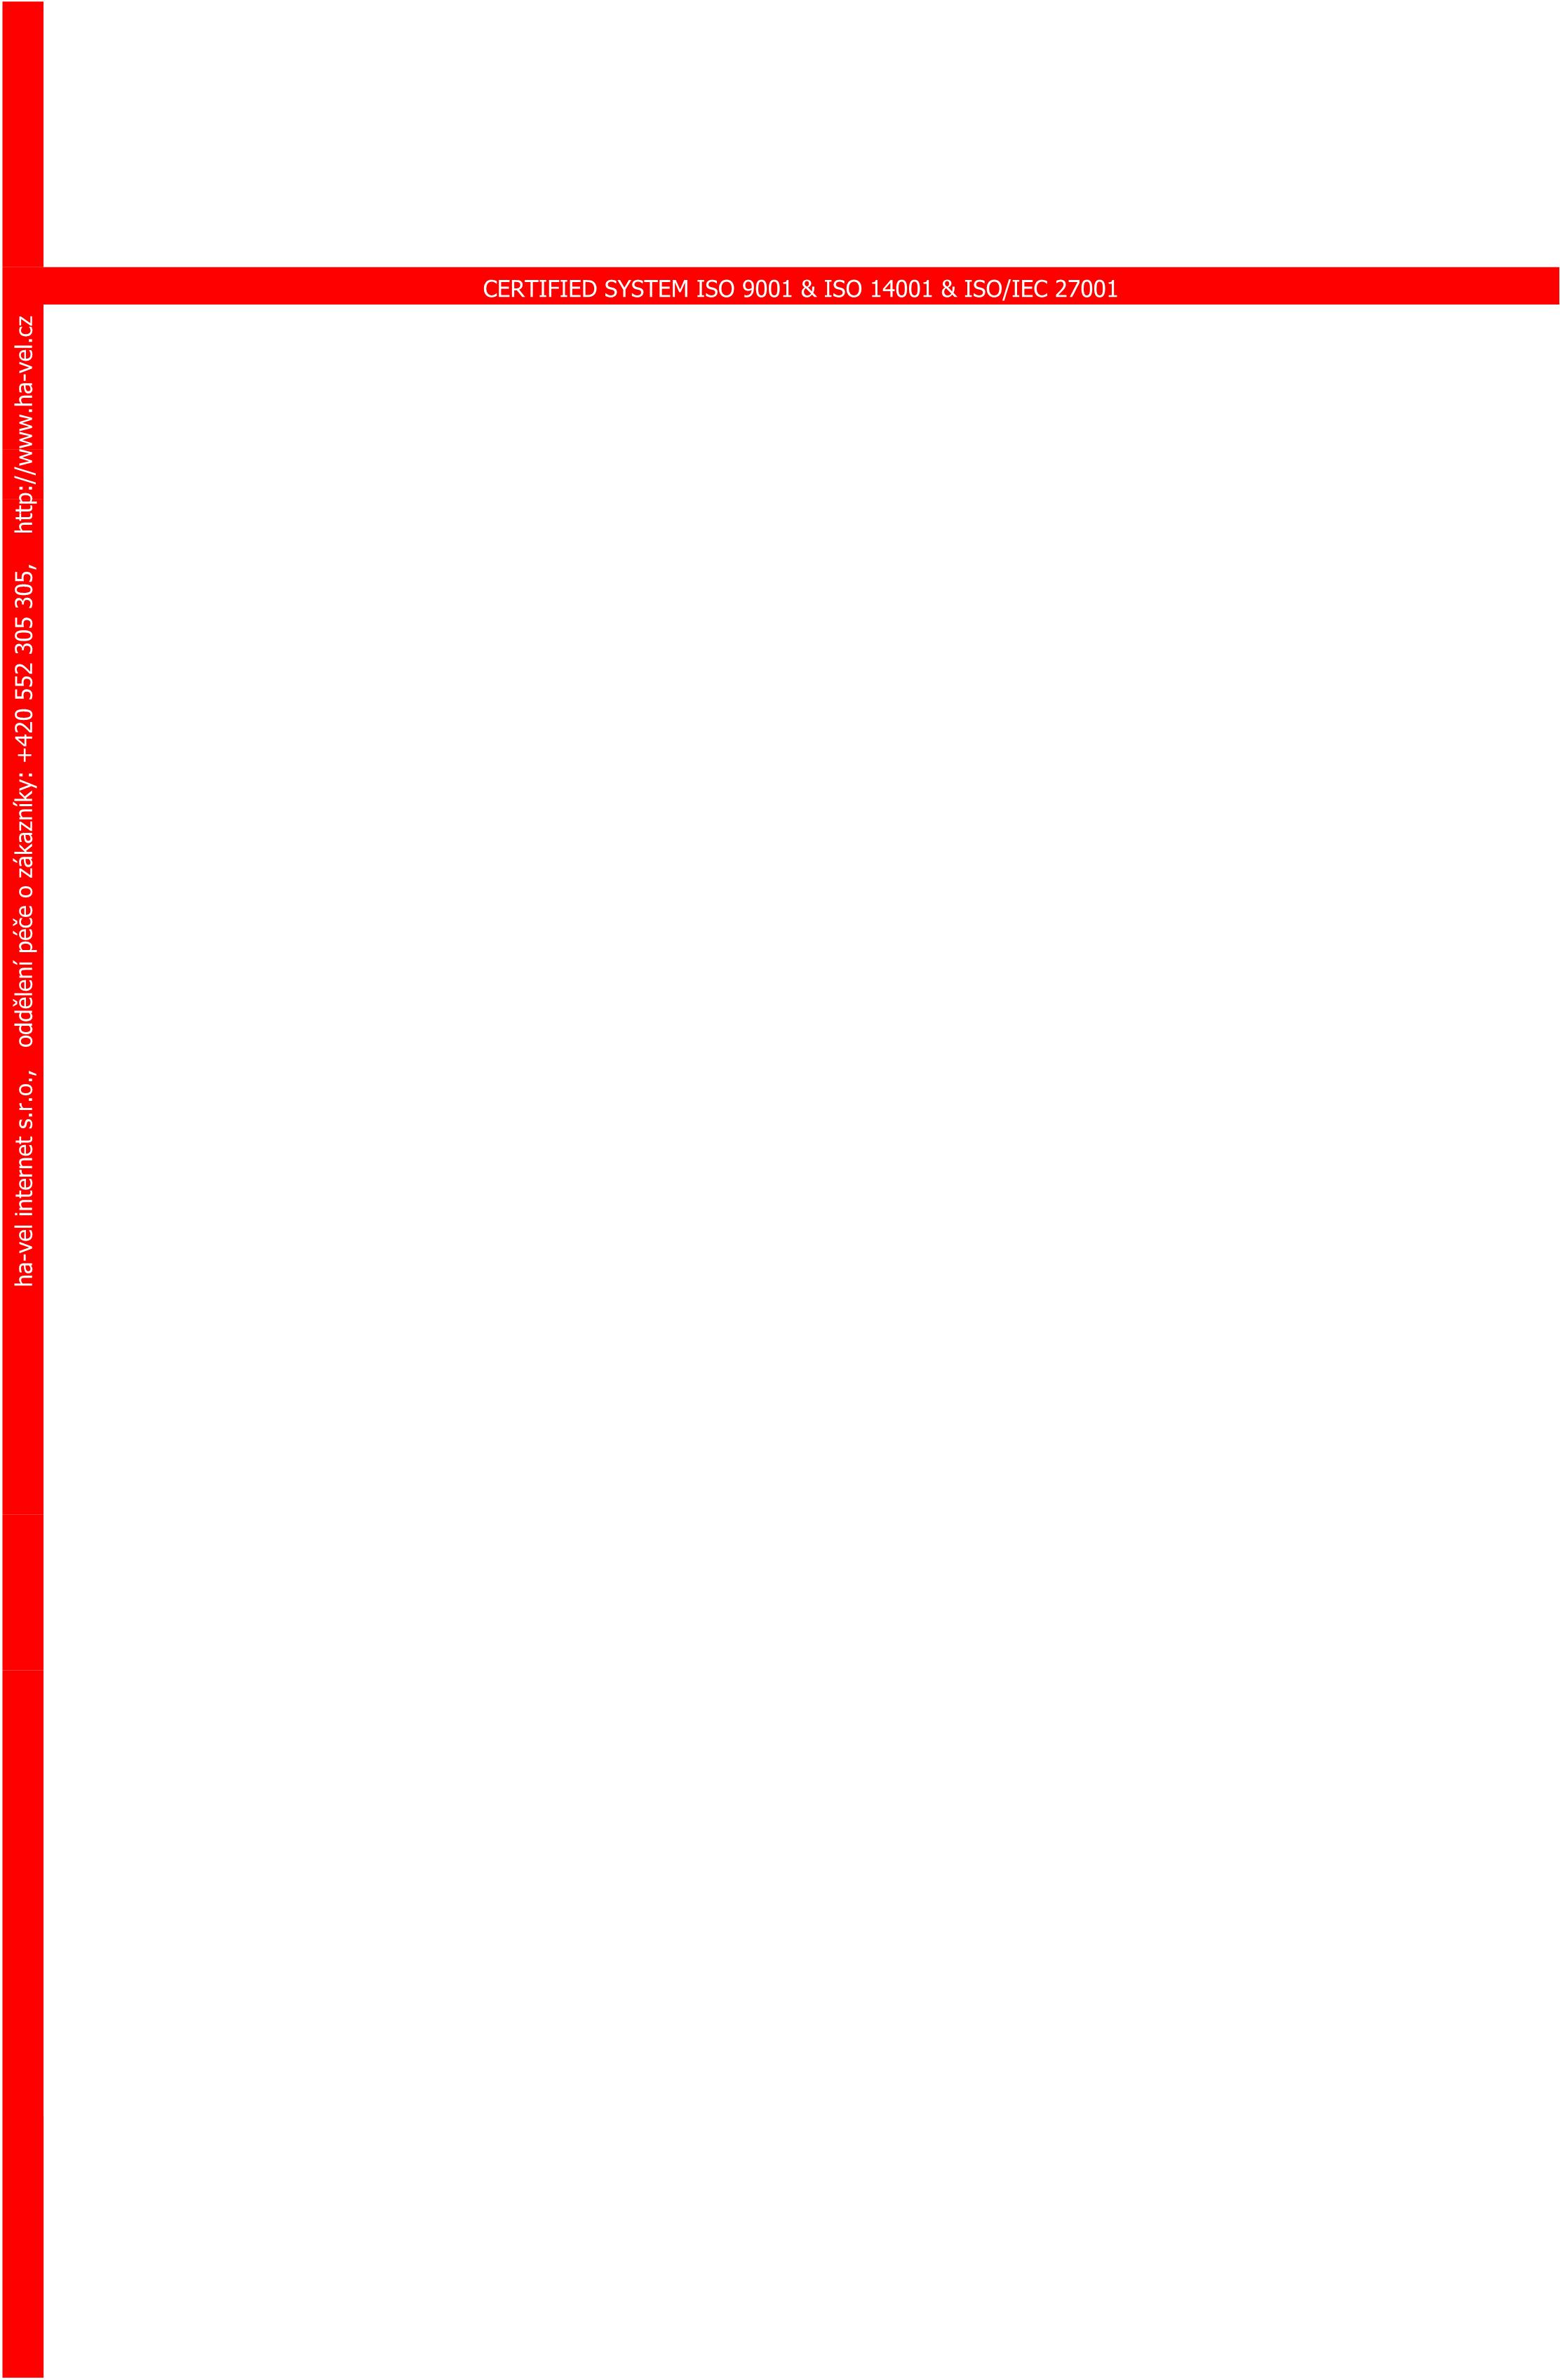 CERTIFIED SYSTEM ISO 9001 & ISO 14001 & ISO/IEC 27001
ha-vel internet s.r.o., oddělení péče o zákazníky: +420 552 305 305, http://www.ha-vel.cz